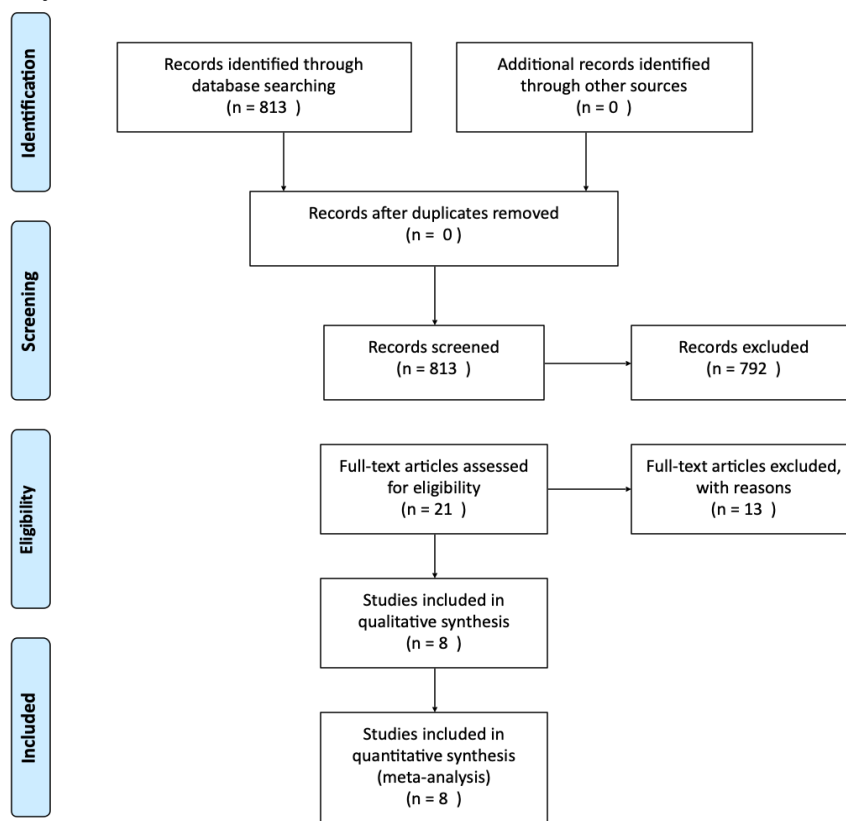 Identification
Records identified through
database searching
(n = 813 )
Additional records identified
through other sources
(n = 0 )
Records after duplicates removed
(n = 0 )
Screening
Records screened
(n = 813 )
Records excluded
(n = 792 )
Eligibility
Full-text articles assessed
for eligibility
(n = 21 )
Full-text articles excluded,
with reasons
(n = 13 )
Studies included in
qualitative synthesis
(n = 8 )
Included
Studies included in
quantitative synthesis
(meta-analysis)
(n = 8 )